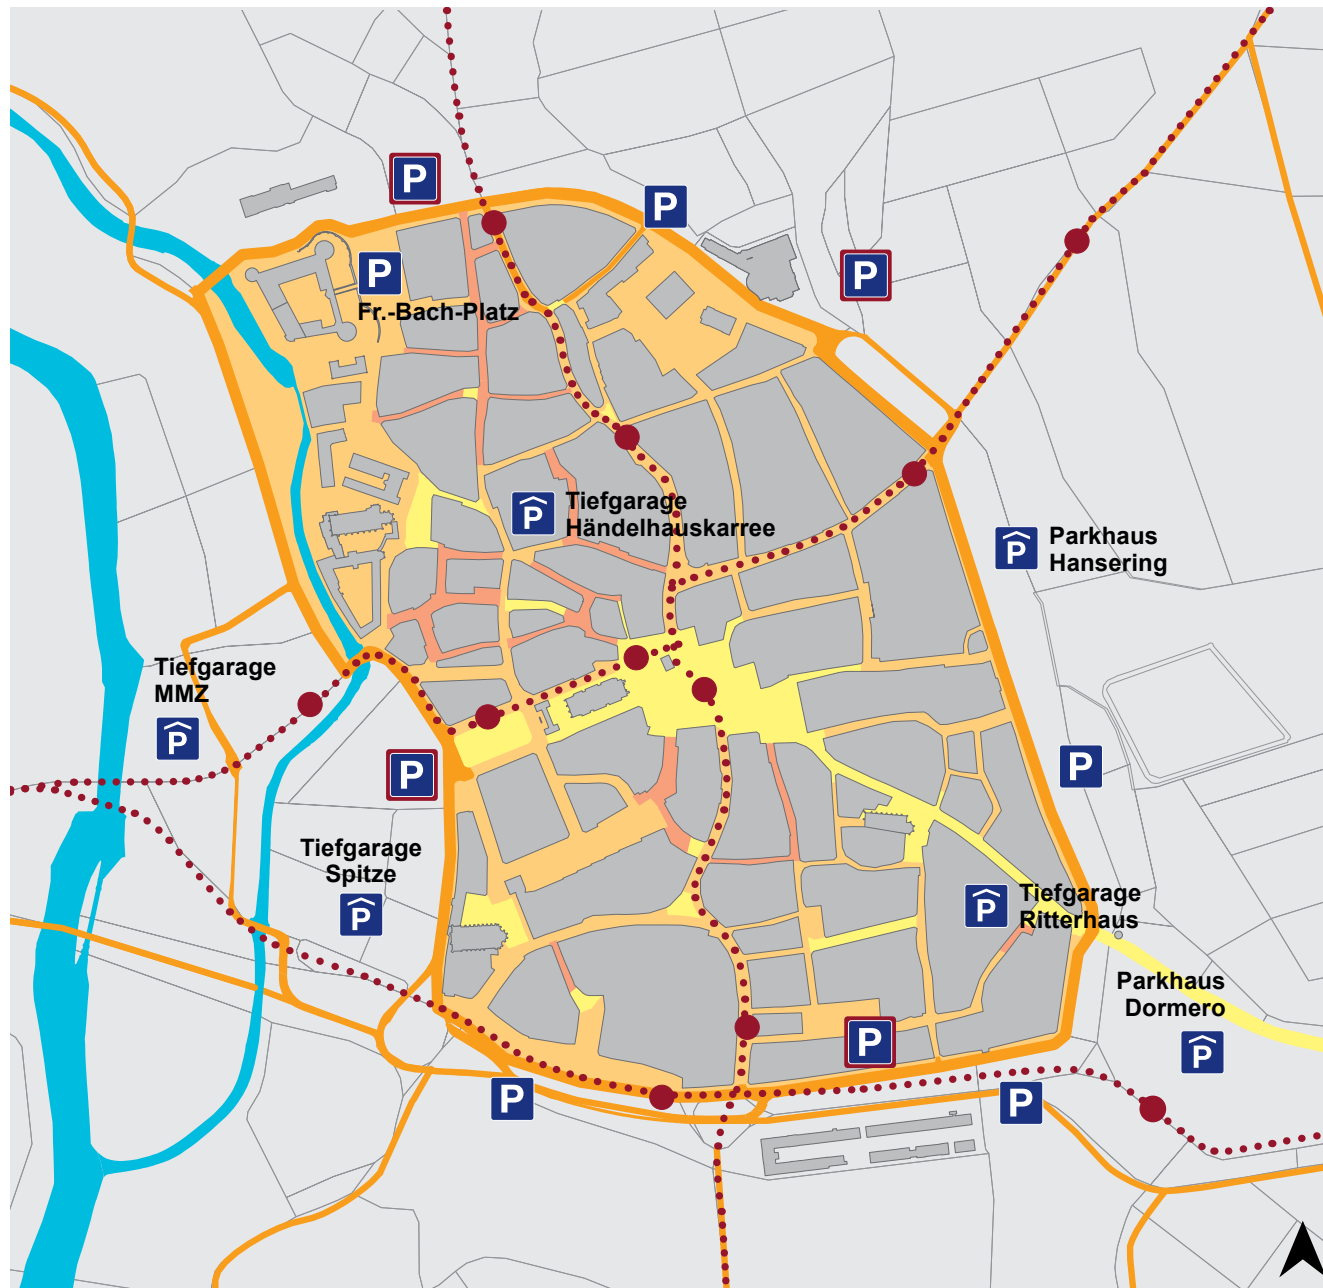 P
P
P
P
Fr.-Bach-Platz
P
Tiefgarage
Händelhauskarree
P
Parkhaus
Hansering
Tiefgarage
MMZ
P
P
P
Tiefgarage
Spitze
P
P
Tiefgarage
Ritterhaus
Parkhaus
Dormero
P
P
P
P